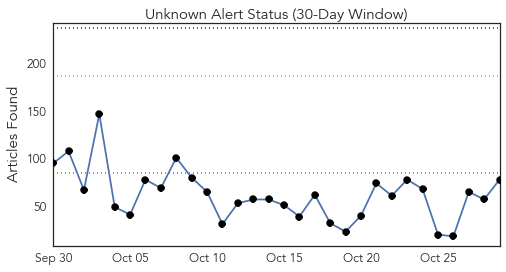 Unknown Alert Status (30-Day Window)
Articles Found
200
150
100
50
Sep 30 Oct 05 Oct 10 Oct 15 Oct 20 Oct 25